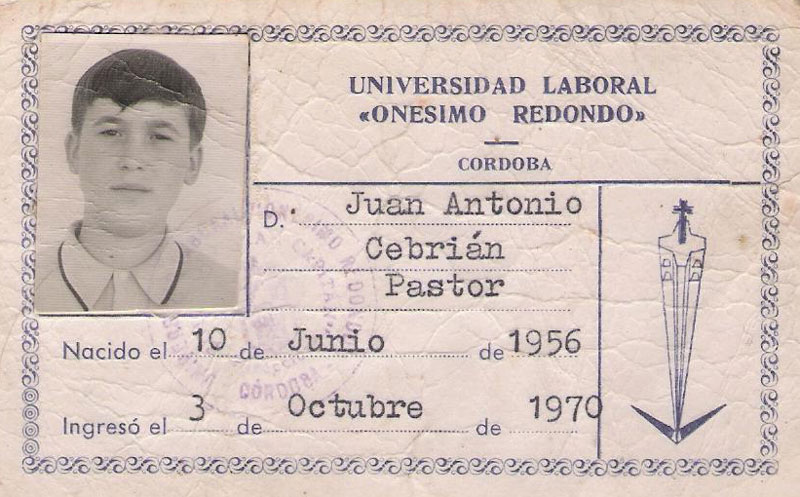 UNIVERSIDAD LABORAL
«ONESIMO REDONDO»
CORDOBA
D. Juan Antonio
Cebrián
Pastor
Nacido el 10 de Junio de 1956
Ingresó el 3 de Octubre de 1970
CÓRDOBA